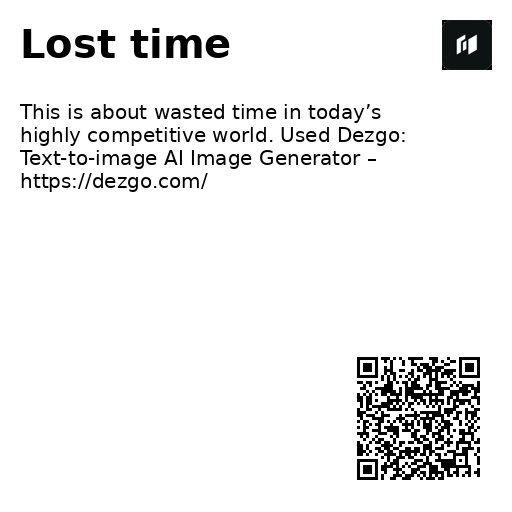 Lost time
This is about wasted time in today’s
highly competitive world. Used Dezgo:
Text-to-image AI Image Generator –
https://dezgo.com/